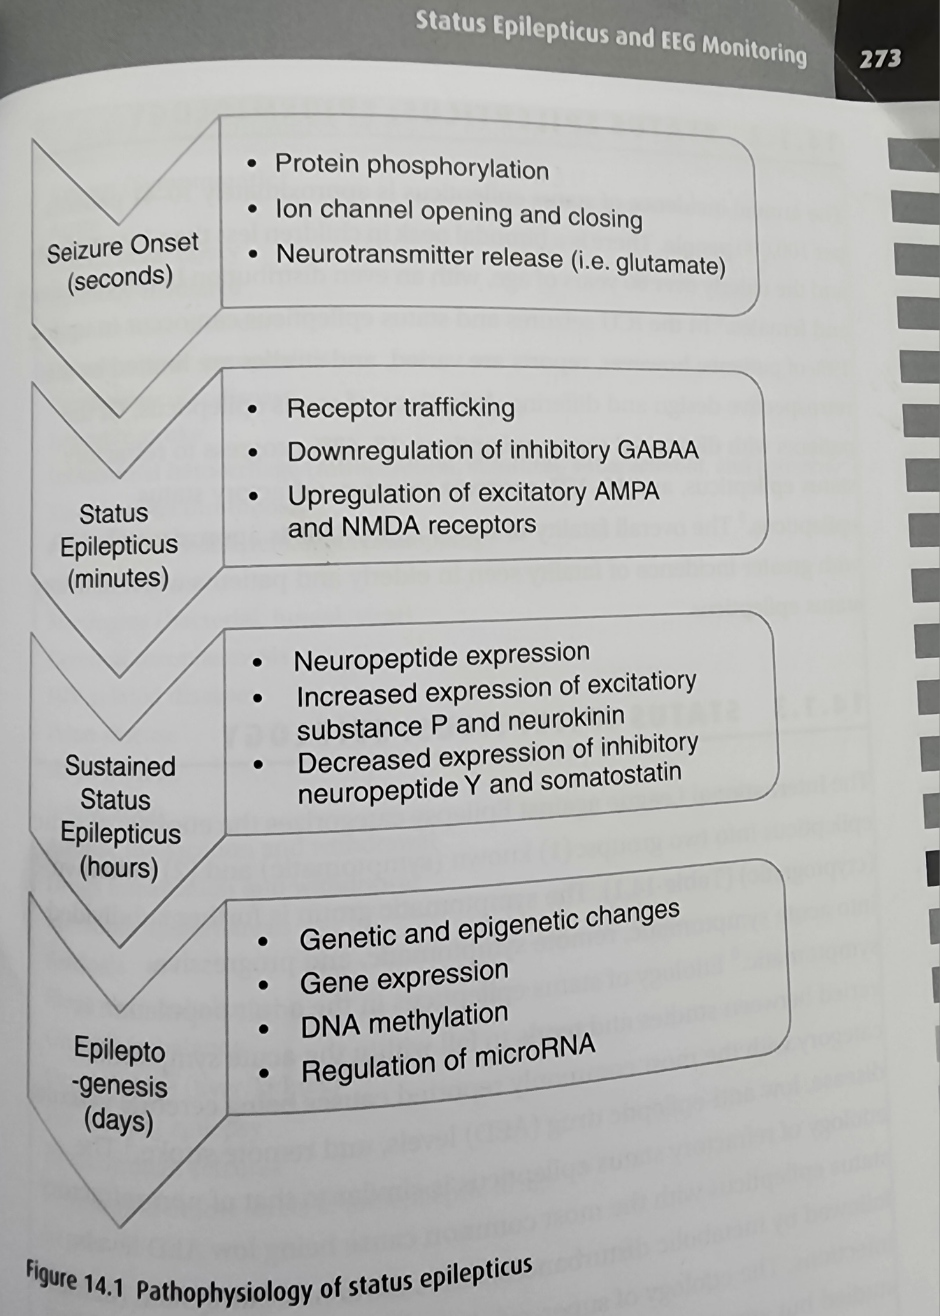 Status Epilepticus and EEG Monitoring
273
Seizure Onset
(seconds)
• Protein phosphorylation
• Ion channel opening and closing
• Neurotransmitter release (i.e. glutamate)
Status
Epilepticus
(minutes)
• Receptor trafficking
• Downregulation of inhibitory GABAA
• Upregulation of excitatory AMPA
and NMDA receptors
Sustained
Status
Epilepticus
(hours)
• Neuropeptide expression
• Increased expression of excitatiory
substance P and neurokinin
• Decreased expression of inhibitory
neuropeptide Y and somatostatin
Epilepto
-genesis
(days)
• Genetic and epigenetic changes
• Gene expression
• DNA methylation
• Regulation of microRNA
Figure 14.1 Pathophysiology of status epilepticus